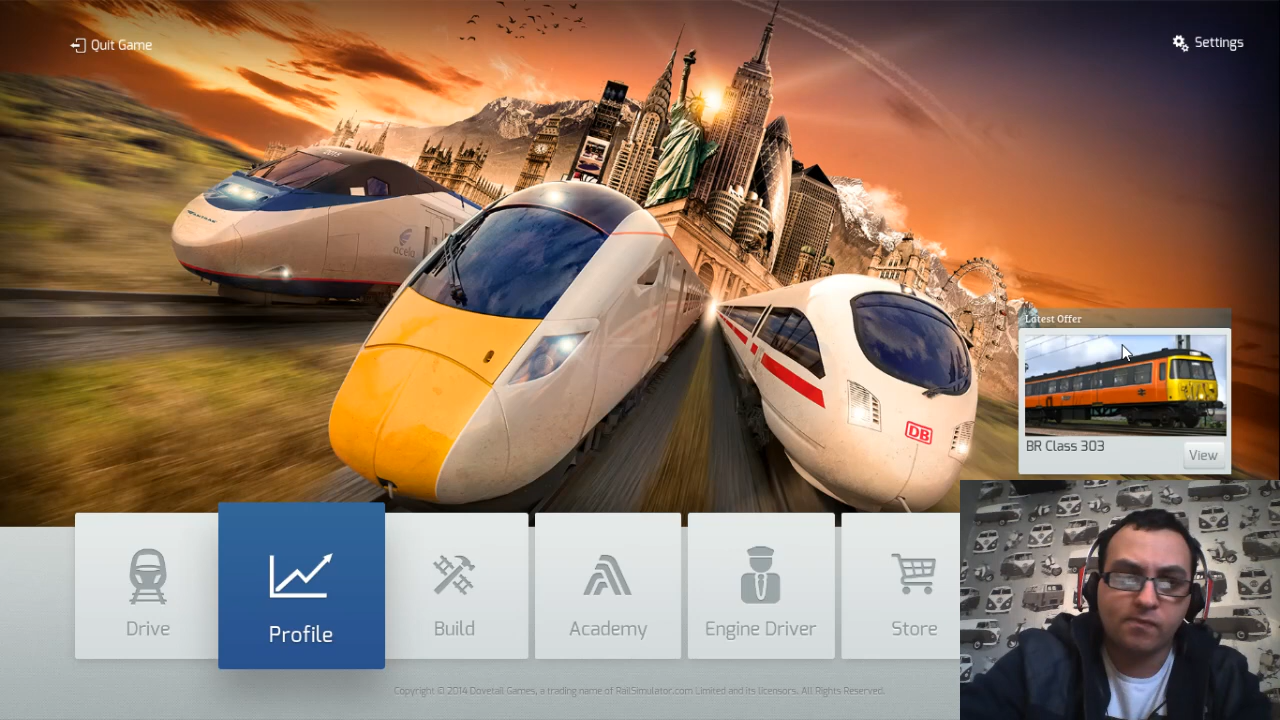 Quit Game
Settings
acela
DB
Latest Offer
BR Class 303
View
Drive
Profile
Build
Academy
Engine Driver
Store
Copyright © 2014 Dovetail Games, a trading name of RailSimulator.com Limited and its licensors. All Rights Reserved.